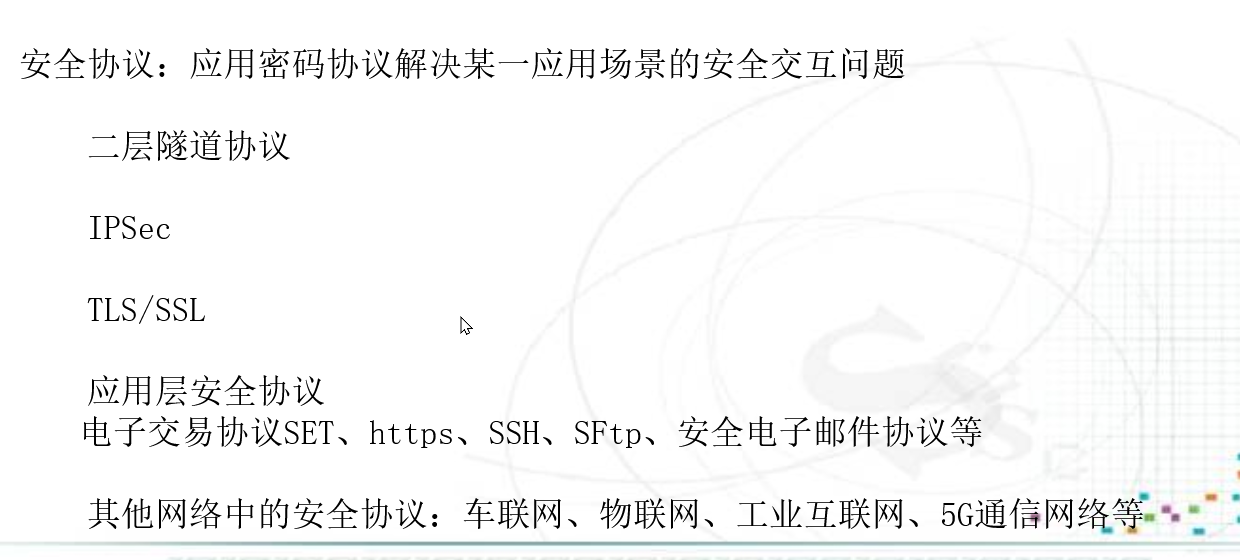 安全协议：应用密码协议解决某一应用场景的安全交互问题
二层隧道协议
IPSec
TLS/SSL
应用层安全协议
电子交易协议SET、https、SSH、SFtp、安全电子邮件协议等
其他网络中的安全协议：车联网、物联网、工业互联网、5G通信网络等